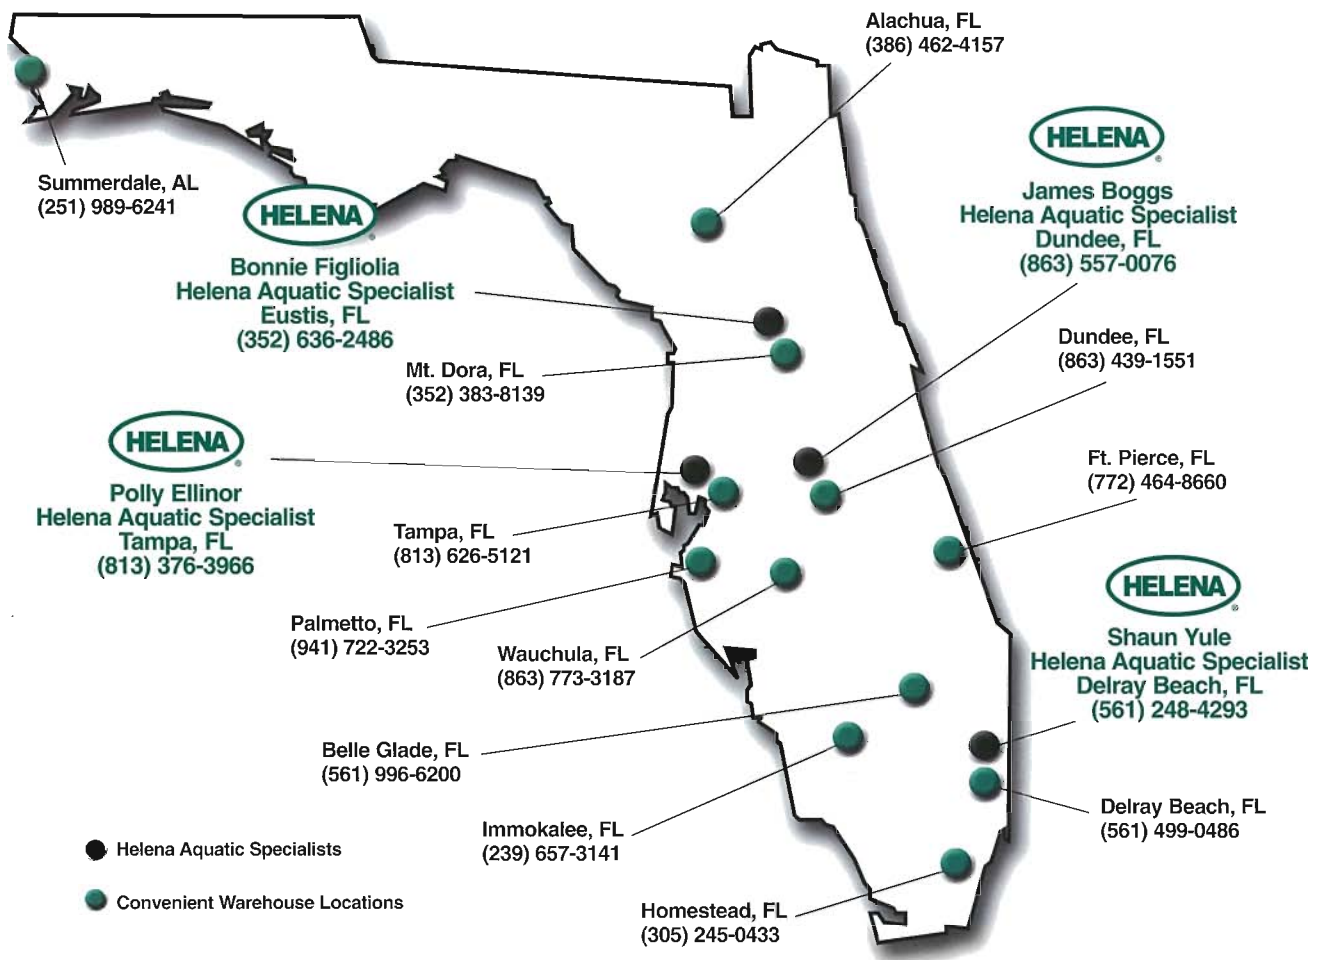 Alachua, FL
(386) 462-4157
HELENA
®
James Boggs
Helena Aquatic Specialist
Dundee, FL
(863) 557-0076
Summerdale, AL
(251) 989-6241
HELENA
®
Bonnie Figliolia
Helena Aquatic Specialist
Eustis, FL
(352) 636-2486
Dundee, FL
(863) 439-1551
Mt. Dora, FL
(352) 383-8139
HELENA
®
Polly Ellinor
Helena Aquatic Specialist
Tampa, FL
(813) 376-3966
Ft. Pierce, FL
(772) 464-8660
Tampa, FL
(813) 626-5121
HELENA
®
Shaun Yule
Helena Aquatic Specialist
Delray Beach, FL
(561) 248-4293
Palmetto, FL
(941) 722-3253
Wauchula, FL
(863) 773-3187
Belle Glade, FL
(561) 996-6200
Delray Beach, FL
(561) 499-0486
Immokalee, FL
(239) 657-3141
Helena Aquatic Specialists
Convenient Warehouse Locations
Homestead, FL
(305) 245-0433